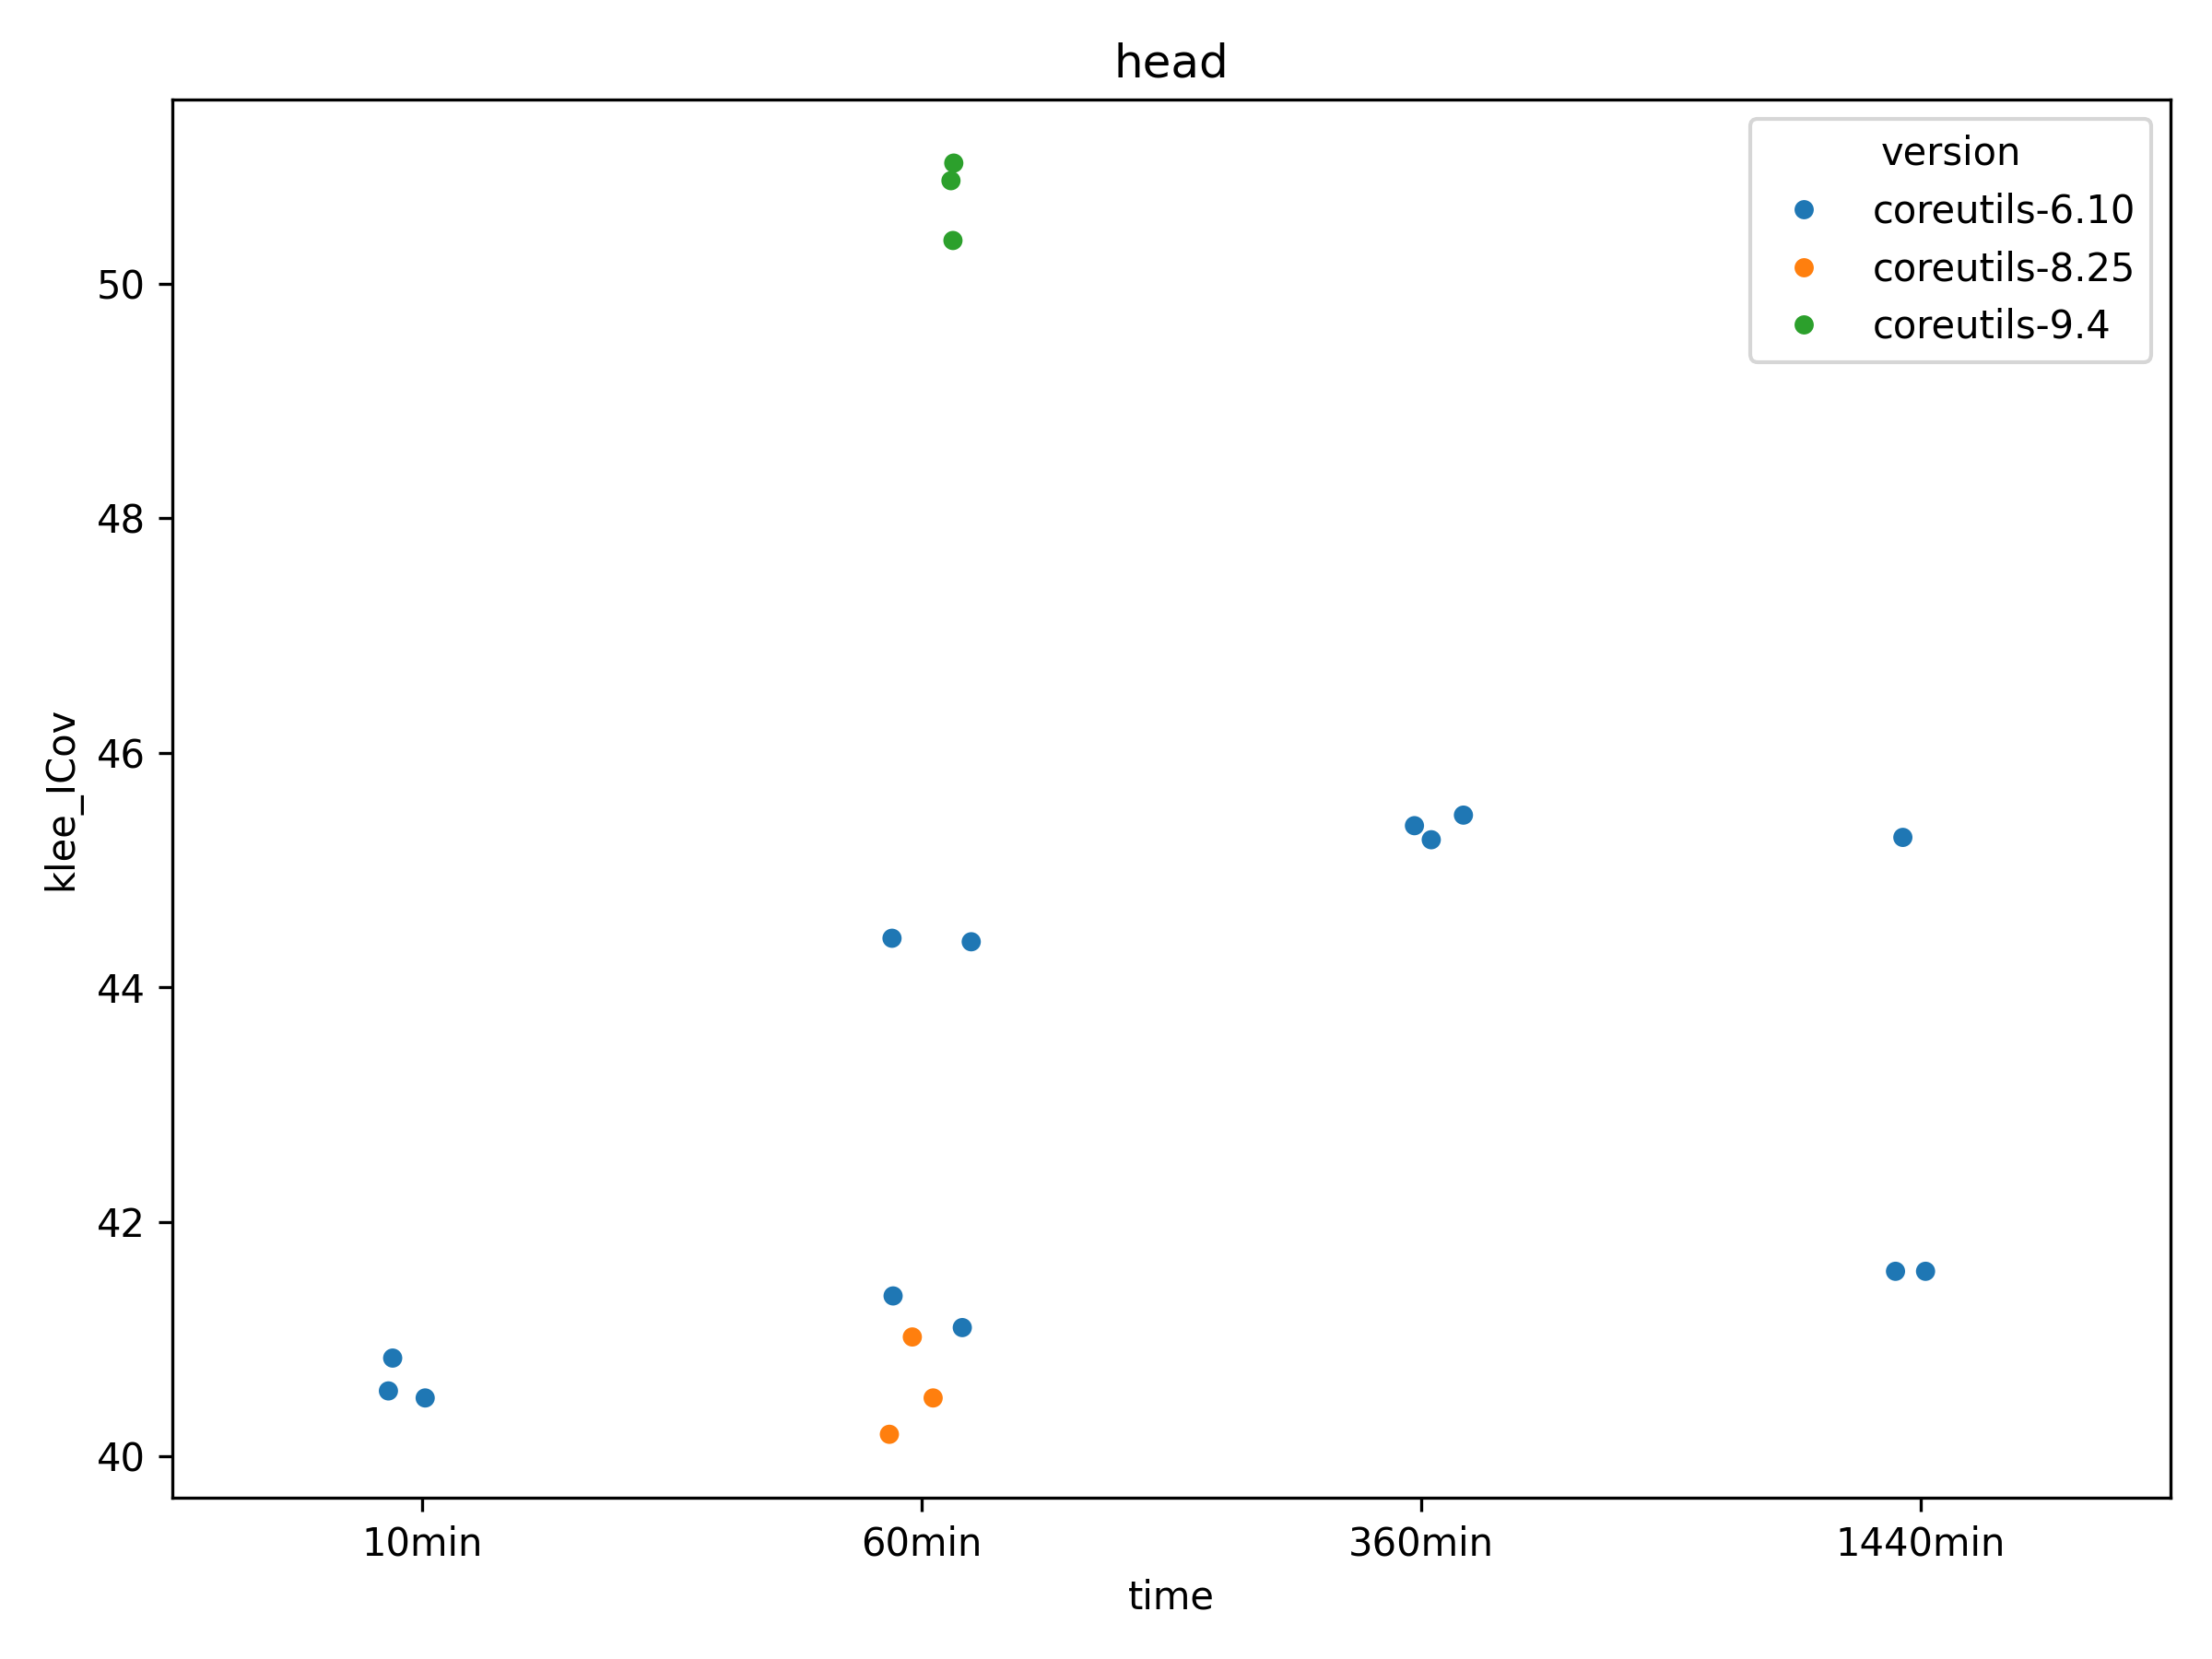 head
version
coreutils-6.10
coreutils-8.25
coreutils-9.4
50
48
46
44
42
40
klee_ICov
10min
60min
360min
1440min
time